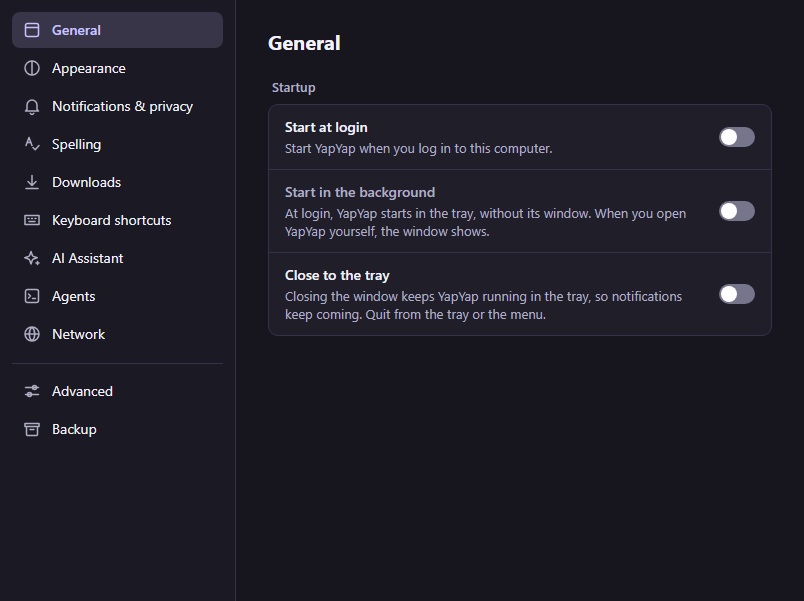 General
Appearance
Notifications & privacy
Spelling
Downloads
Keyboard shortcuts
AI Assistant
Agents
Network
Advanced
Backup
General
Startup
Start at login
Start YapYap when you log in to this computer.
Start in the background
At login, YapYap starts in the tray, without its window. When you open
YapYap yourself, the window shows.
Close to the tray
Closing the window keeps YapYap running in the tray, so notifications
keep coming. Quit from the tray or the menu.